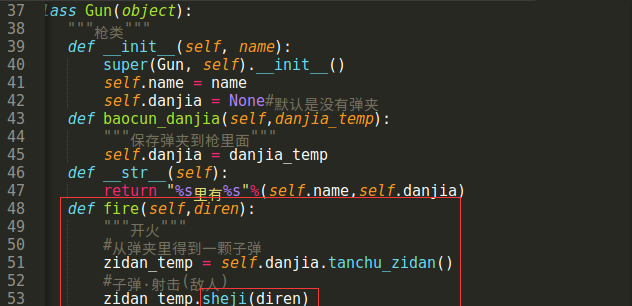 37 class Gun(object):
38 """枪类"""
39 def __init__(self, name):
40 super(Gun, self).__init__()
41 self.name = name
42 self.danjia = None#默认是没有弹夹
43 def baocun_danjia(self,danjia_temp):
44 """保存弹夹到枪里面"""
45 self.danjia = danjia_temp
46 def __str__(self):
47 return "%s里有%s"%(self.name,self.danjia)
48 def fire(self,diren):
49 """开火"""
50 #从弹夹里得到一颗子弹
51 zidan_temp = self.danjia.tanchu_zidan()
52 #子弹.射击(敌人)
53 zidan_temp.sheji(diren)